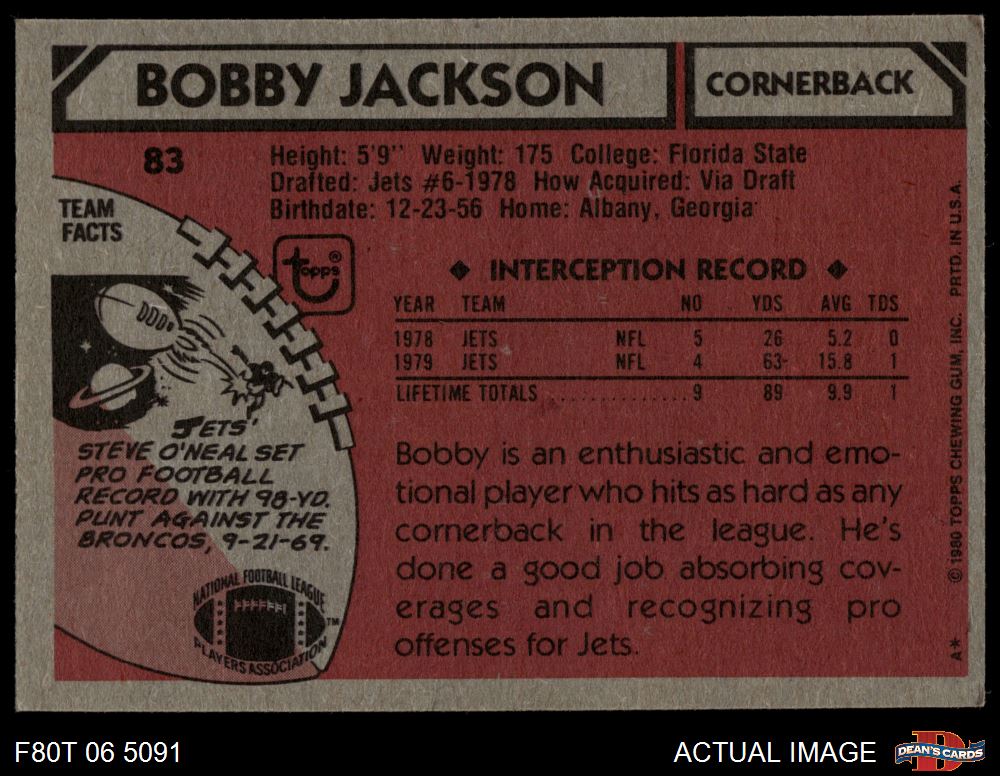 BOBBY JACKSON CORNERBACK
83
Height: 5'9" Weight: 175 College: Florida State
Drafted: Jets #6-1978 How Acquired: Via Draft
Birthdate: 12-23-56 Home: Albany, Georgia
TEAM
FACTS
topps®
JETS'
STEVE O'NEAL SET
PRO FOOTBALL
RECORD WITH 98-YD.
PUNT AGAINST THE
BRONCOS, 9-21-69.
NATIONAL FOOTBALL LEAGUE
PLAYERS ASSOCIATION
TM
◆ INTERCEPTION RECORD ◆
YEAR TEAM NO YDS AVG TDS
1978 JETS NFL 5 26 5.2 0
1979 JETS NFL 4 63 15.8 1
LIFETIME TOTALS ............. 9 89 9.9 1
Bobby is an enthusiastic and emo-
tional player who hits as hard as any
cornerback in the league. He's
done a good job absorbing cov-
erages and recognizing pro
offenses for Jets.
A* © 1980 TOPPS CHEWING GUM, INC. PRTD. IN U.S.A.
F80T 06 5091
ACTUAL IMAGE
D
DEAN'S CARDS